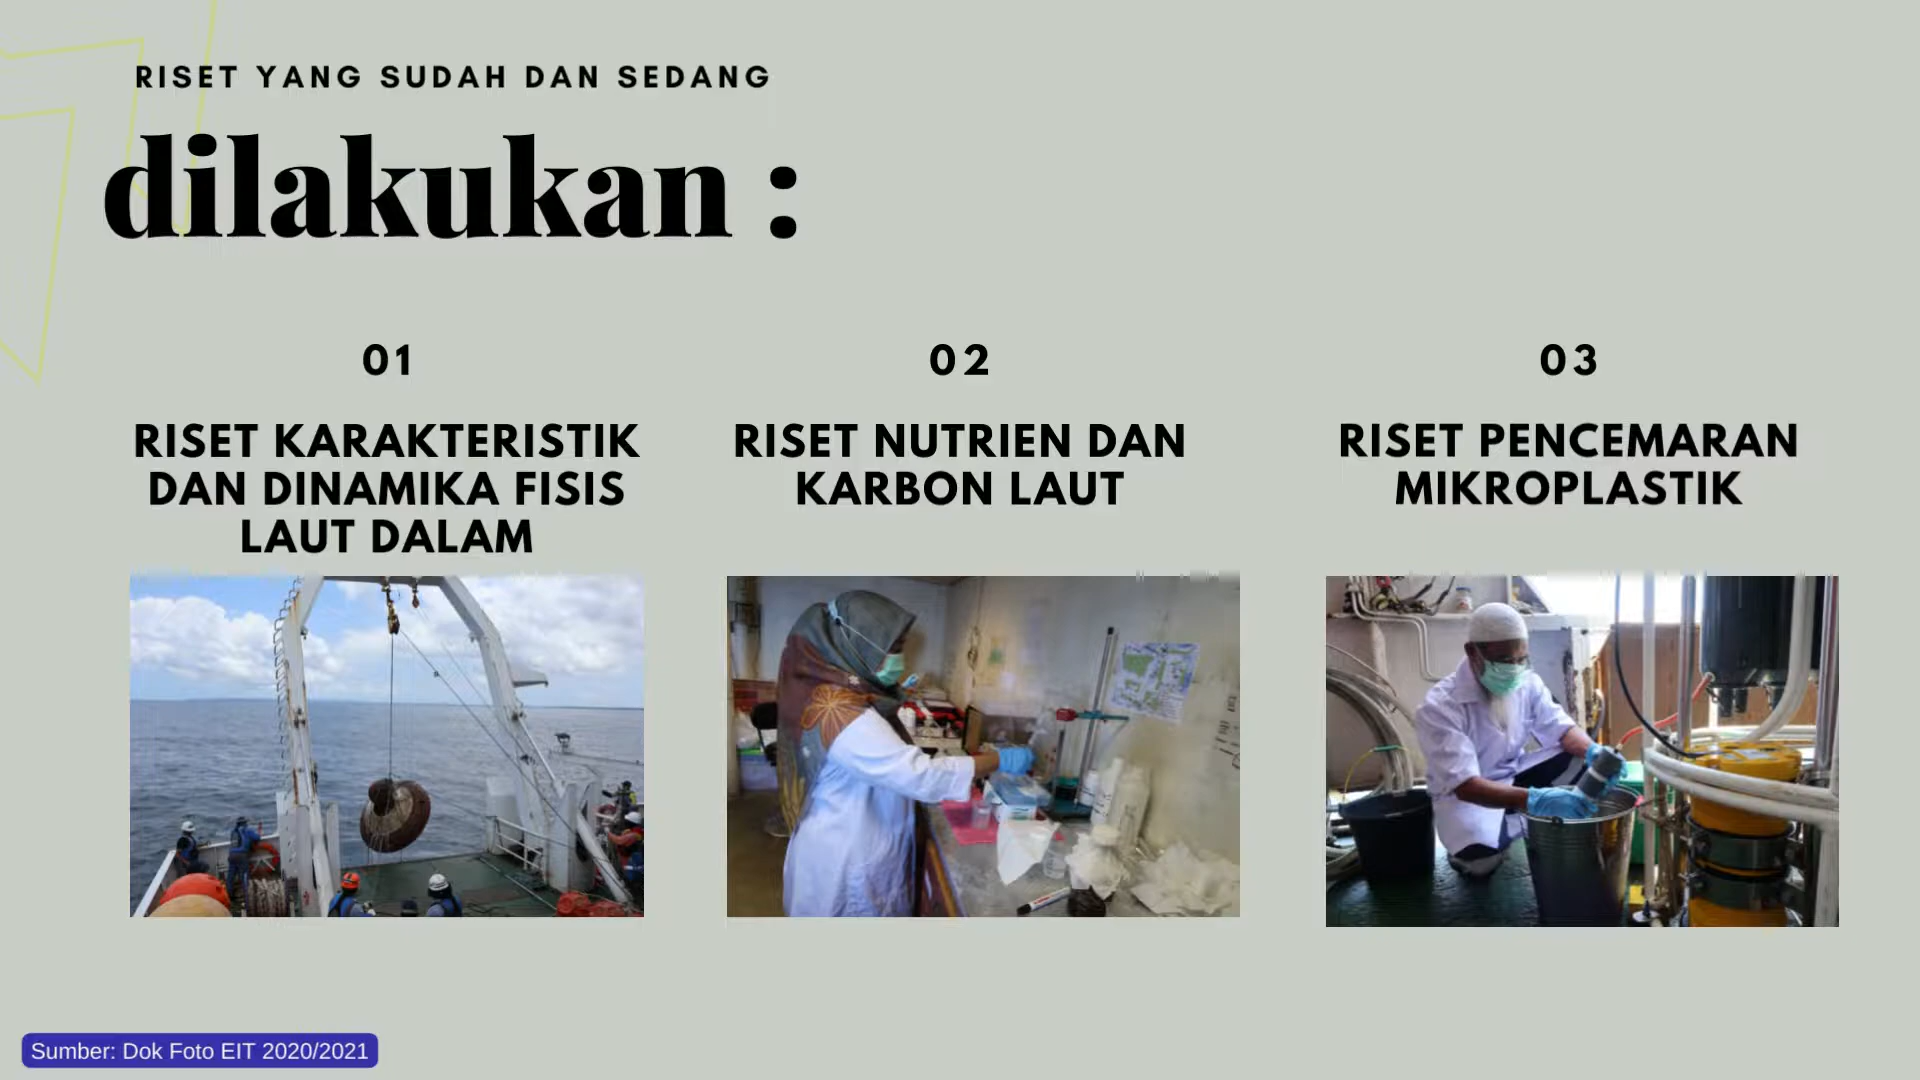 RISET YANG SUDAH DAN SEDANG
dilakukan :
01
RISET KARAKTERISTIK
DAN DINAMIKA FISIS
LAUT DALAM
02
RISET NUTRIEN DAN
KARBON LAUT
03
RISET PENCEMARAN
MIKROPLASTIK
Sumber: Dok Foto EIT 2020/2021